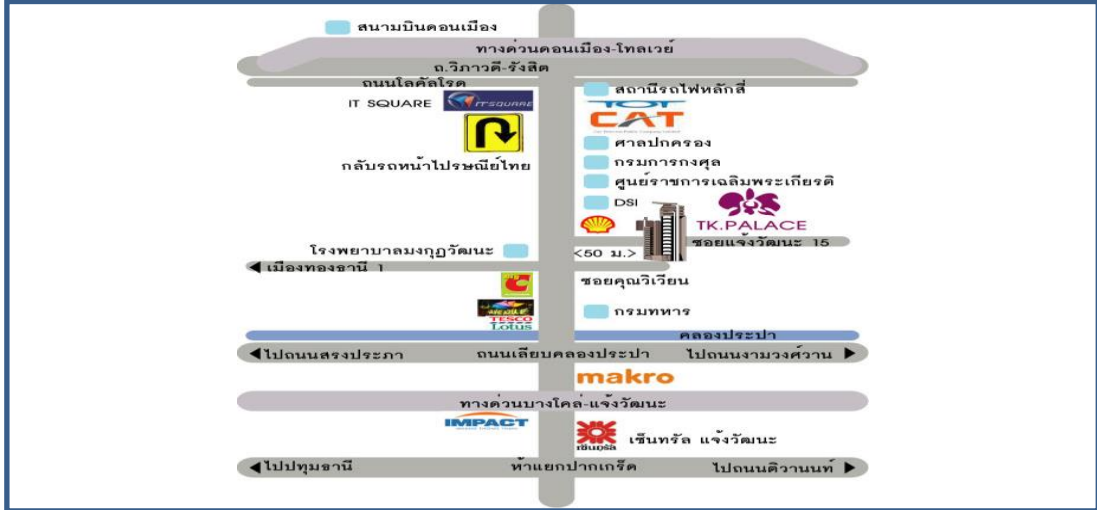 สนามบินดอนเมือง
ทางด่วนดอนเมือง-โทลเวย์
ถ.วิภาวดี-รังสิต
ถนนโลคัลโรด
IT SQUARE
IT SQUARE
สถานีรถไฟหลักสี่
TOT
CAT
ศาลปกครอง
กรมการกงศุล
กลับรถหน้าไปรษณีย์ไทย
ศูนย์ราชการเฉลิมพระเกียรติ
DSI
TK.PALACE
ซอยแจ้งวัฒนะ 15
โรงพยาบาลมงกุฎวัฒนะ
<50 ม.>
เมืองทองธานี 1
ซอยคุณวิเวียน
C
TESCO
Lotus
กรมทหาร
คลองประปา
ไปถนนสรงประภา
ถนนเลียบคลองประปา
ไปถนนงามวงศ์วาน
makro
ทางด่วนบางโคล่-แจ้งวัฒนะ
IMPACT
เซ็นทรัล
เซ็นทรัล แจ้งวัฒนะ
ไปปทุมธานี
ห้าแยกปากเกร็ด
ไปถนนติวานนท์